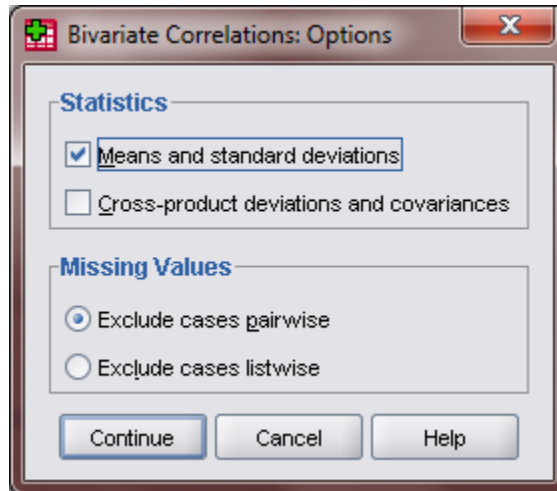 Bivariate Correlations: Options
Statistics
Means and standard deviations
Cross-product deviations and covariances
Missing Values
Exclude cases pairwise
Exclude cases listwise
Continue Cancel Help